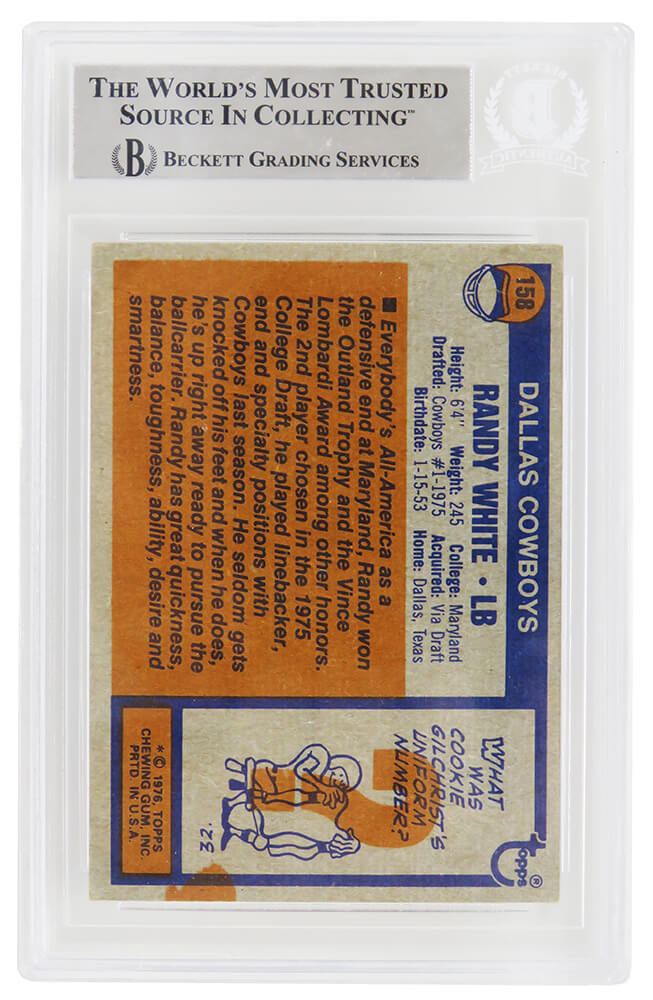 THE WORLD'S MOST TRUSTED
SOURCE IN COLLECTING™
B BECKETT GRADING SERVICES
BECKETT
B
AUTHENTIC
158
DALLAS COWBOYS
RANDY WHITE • LB
Height: 6'4" Weight: 245 College: Maryland
Drafted: Cowboys #1-1975 Acquired: Via Draft
Birthdate: 1-15-53 Home: Dallas, Texas
■ Everybody's All-America as a
defensive end at Maryland, Randy won
the Outland Trophy and the Vince
Lombardi Award among other honors.
The 2nd player chosen in the 1975
College Draft, he played linebacker,
end and specialty positions with
Cowboys last season. He seldom gets
knocked off his feet and when he does,
he's up right away ready to pursue the
ballcarrier. Randy has great quickness,
balance, toughness, ability, desire and
smartness.
topps®
WHAT
WAS
COOKIE
GILCHRIST'S
UNIFORM
NUMBER?
32.
* © 1976, TOPPS
CHEWING GUM, INC.
PRTD. IN U.S.A.